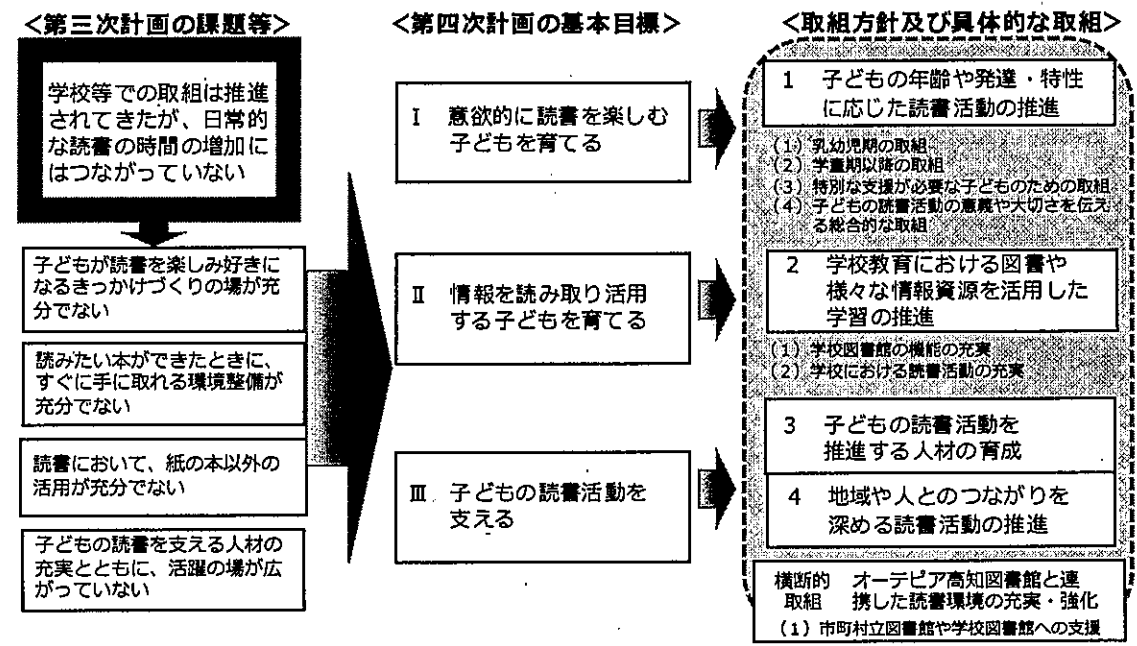 ＜第三次計画の課題等＞
学校等での取組は推進
されてきたが、日常的
な読書の時間の増加に
はつながっていない
子どもが読書を楽しみ好きに
なるきっかけづくりの場が充
分でない
読みたい本ができたときに、
すぐに手に取れる環境整備が
充分でない
読書において、紙の本以外の
活用が充分でない
子どもの読書を支える人材の
充実とともに、活躍の場が広
がっていない
＜第四次計画の基本目標＞
Ⅰ 意欲的に読書を楽しむ
子どもを育てる
Ⅱ 情報を読み取り活用
する子どもを育てる
Ⅲ 子どもの読書活動を
支える
＜取組方針及び具体的な取組＞
1 子どもの年齢や発達・特性
に応じた読書活動の推進
（1）乳幼児期の取組
（2）学童期以降の取組
（3）特別な支援が必要な子どものための取組
（4）子どもの読書活動の意義や大切さを伝え
る総合的な取組
2 学校教育における図書や
様々な情報資源を活用した
学習の推進
（1）学校図書館の機能の充実
（2）学校における読書活動の充実
3 子どもの読書活動を
推進する人材の育成
4 地域や人とのつながりを
深める読書活動の推進
横断的 オーテピア高知図書館と連
取組 携した読書環境の充実・強化
（1）市町村立図書館や学校図書館への支援